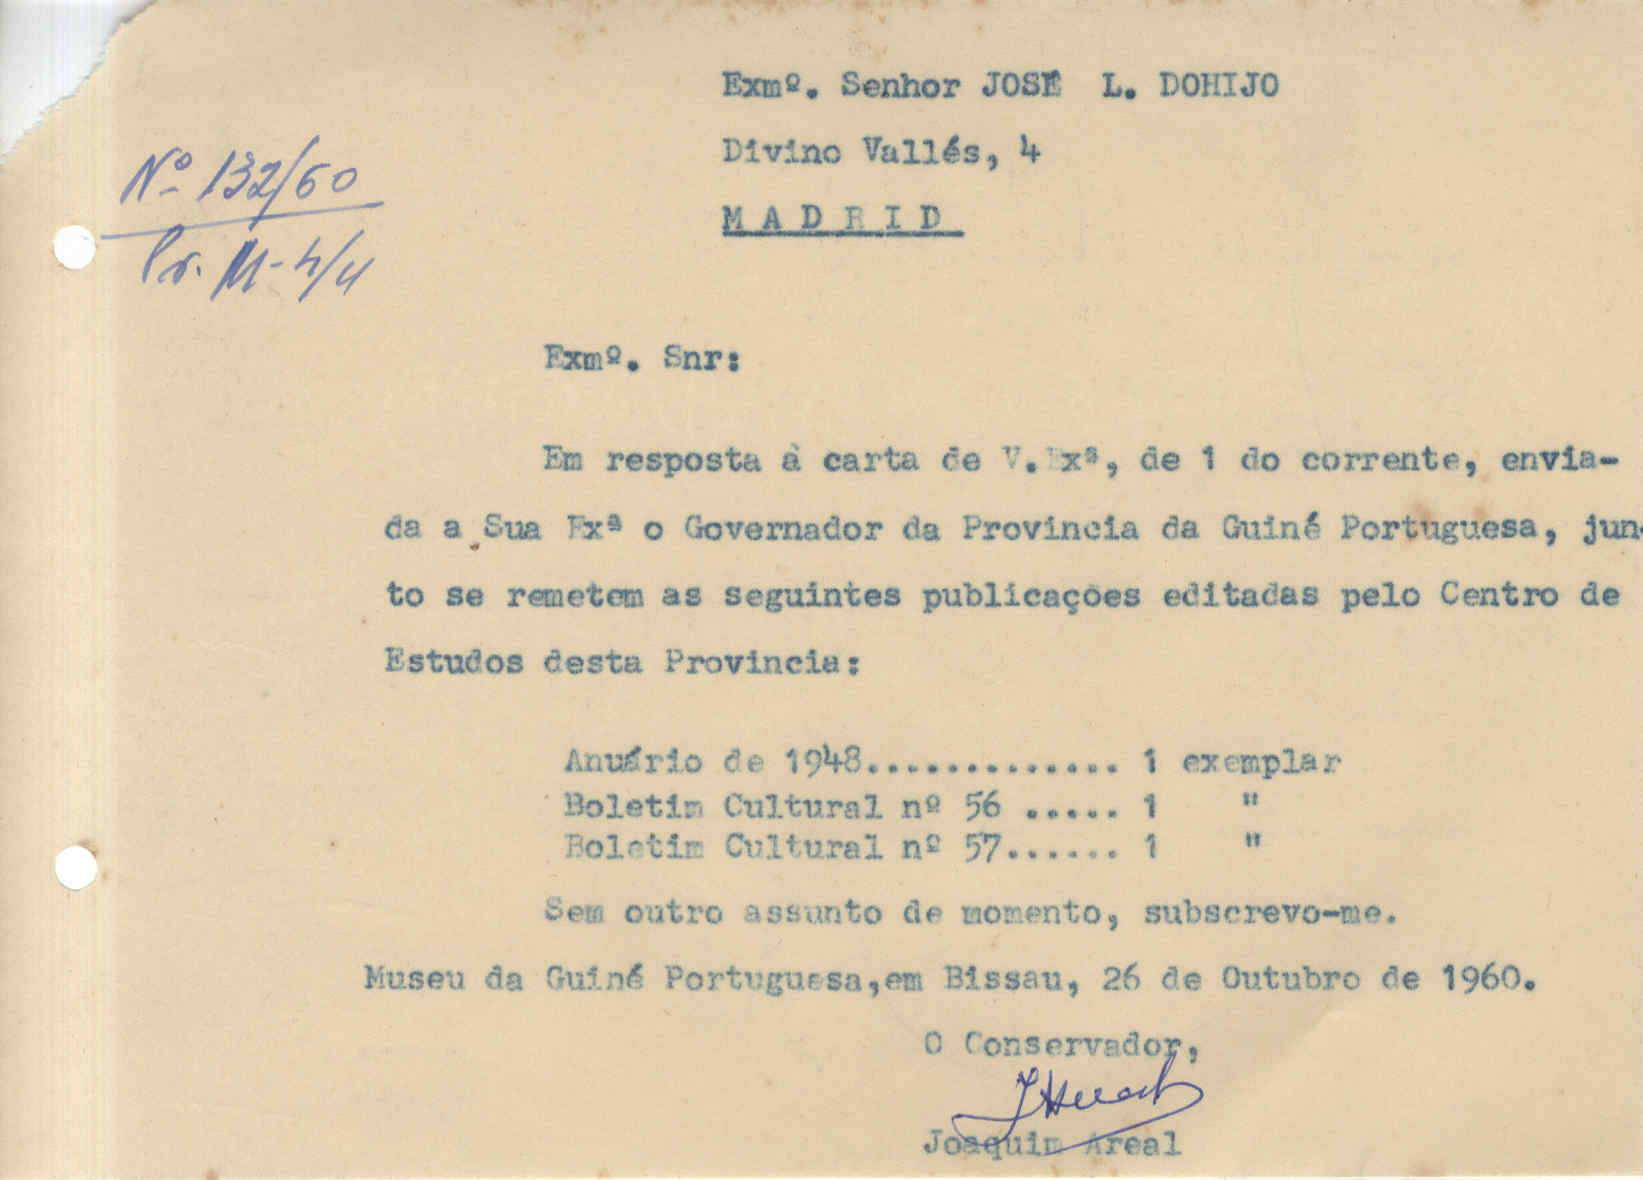 Exmº. Senhor JOSÉ L. DOHIJO
Divino Vallés, 4
MADRID
Nº 132/60
Pr. M-4/4
Exmº. Snr:
Em resposta à carta de V.Exª, de 1 do corrente, envia-
da a Sua Exª o Governador da Provincia da Guiné Portuguesa, jun-
to se remetem as seguintes publicações editadas pelo Centro de
Estudos desta Provincia:
Anuário de 1948.............. 1 exemplar
Boletim Cultural nº 56 ..... 1 "
Boletim Cultural nº 57...... 1 "
Sem outro assunto de momento, subscrevo-me.
Museu da Guiné Portuguesa,em Bissau, 26 de Outubro de 1960.
O Conservador,
Joaquim Areal